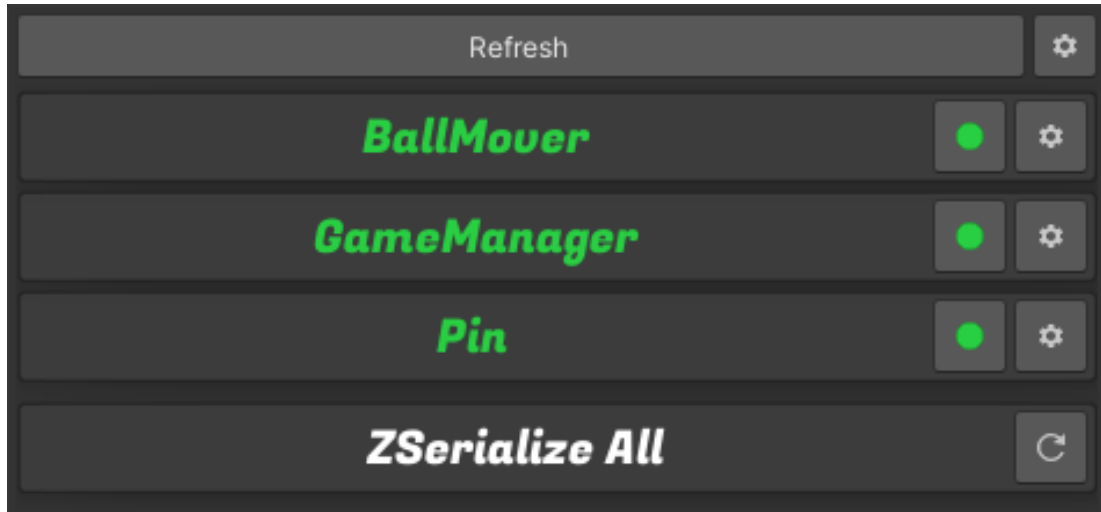 Refresh
BallMover
GameManager
Pin
ZSerialize All